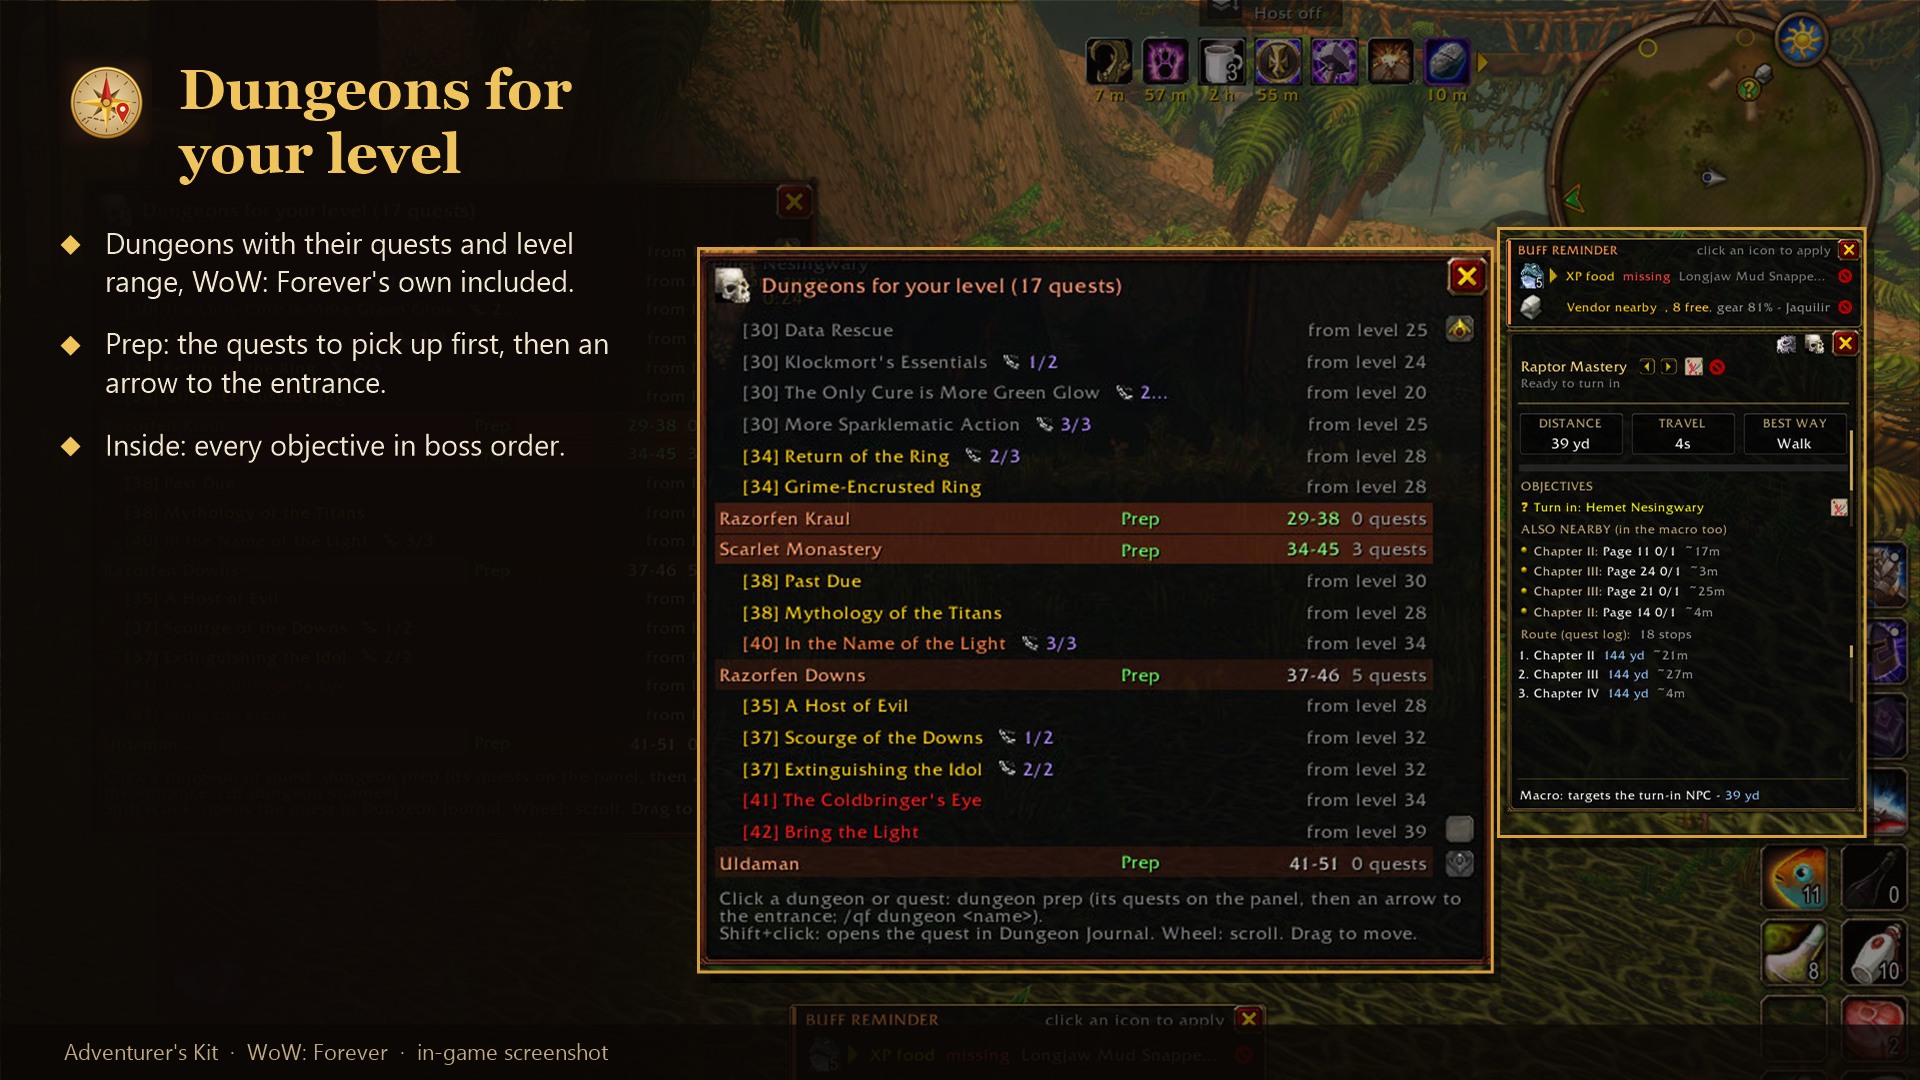 Host off
3
7 m
57 m
2 h
55 m
10 m
Dungeons for
your level
Dungeons with their quests and level
range, WoW: Forever's own included.
Prep: the quests to pick up first, then an
arrow to the entrance.
Inside: every objective in boss order.
Dungeons for your level (17 quests)
[30] Data Rescue from level 25
[30] Klockmort's Essentials 1/2 from level 24
[30] The Only Cure is More Green Glow 2... from level 20
[30] More Sparklematic Action 3/3 from level 25
[34] Return of the Ring 2/3 from level 28
[34] Grime-Encrusted Ring from level 28
Razorfen Kraul Prep 29-38 0 quests
Scarlet Monastery Prep 34-45 3 quests
[38] Past Due from level 30
[38] Mythology of the Titans from level 28
[40] In the Name of the Light 3/3 from level 34
Razorfen Downs Prep 37-46 5 quests
[35] A Host of Evil from level 28
[37] Scourge of the Downs 1/2 from level 32
[37] Extinguishing the Idol 2/2 from level 32
[41] The Coldbringer's Eye from level 34
[42] Bring the Light from level 39
Uldaman Prep 41-51 0 quests
Click a dungeon or quest: dungeon prep (its quests on the panel, then an arrow to
the entrance; /qf dungeon <name>).
Shift+click: opens the quest in Dungeon Journal. Wheel: scroll. Drag to move.
BUFF REMINDER click an icon to apply
5 XP food missing Longjaw Mud Snappe...
Vendor nearby , 8 free, gear 81% - Jaquilir
Raptor Mastery
Ready to turn in
DISTANCE TRAVEL BEST WAY
39 yd 4s Walk
OBJECTIVES
? Turn in: Hemet Nesingwary
ALSO NEARBY (in the macro too)
Chapter II: Page 11 0/1 ~17m
Chapter III: Page 24 0/1 ~3m
Chapter III: Page 21 0/1 ~25m
Chapter II: Page 14 0/1 ~4m
Route (quest log): 18 stops
1. Chapter II 144 yd ~21m
2. Chapter III 144 yd ~27m
3. Chapter IV 144 yd ~4m
Macro: targets the turn-in NPC - 39 yd
11
0
8
10
2
BUFF REMINDER click an icon to apply
XP food missing Longjaw Mud Snappe...
Adventurer's Kit · WoW: Forever · in-game screenshot